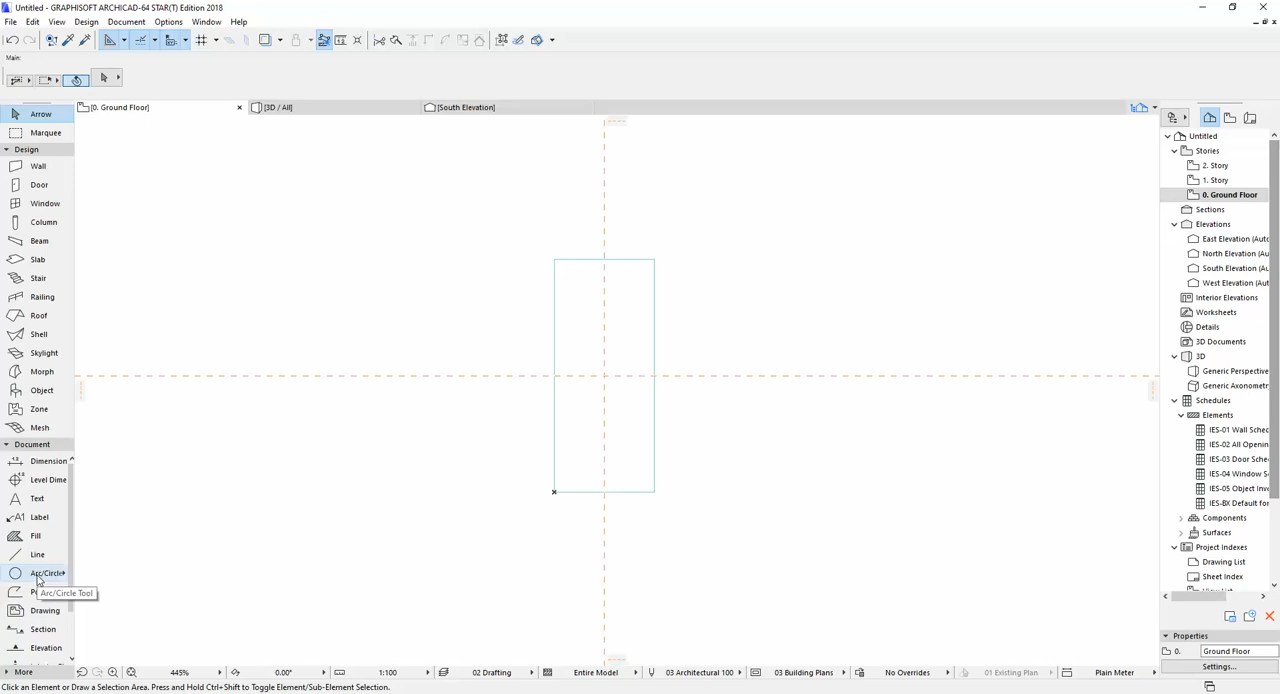 Untitled - GRAPHISOFT ARCHICAD-64 STAR(T) Edition 2018
File Edit View Design Document Options Window Help
Main:
[0. Ground Floor] [3D / All] [South Elevation]
Arrow
Marquee
Design
Wall
Door
Window
Column
Beam
Slab
Stair
Railing
Roof
Shell
Skylight
Morph
Object
Zone
Mesh
Document
Dimension
Level Dime
Text
Label
Fill
Line
Arc/Circle
Arc/Circle Tool
Drawing
Section
Elevation
More
Untitled
Stories
2. Story
1. Story
0. Ground Floor
Sections
Elevations
East Elevation (Auto
North Elevation (Au
South Elevation (Au
West Elevation (Aut
Interior Elevations
Worksheets
Details
3D Documents
3D
Generic Perspective
Generic Axonometr
Schedules
Elements
IES-01 Wall Sche
IES-02 All Openin
IES-03 Door Sche
IES-04 Window S
IES-05 Object Inv
IES-BX Default for
Components
Surfaces
Project Indexes
Drawing List
Sheet Index
Properties
0. Ground Floor
Settings...
445% 0.00° 1:100 02 Drafting Entire Model 03 Architectural 100 03 Building Plans No Overrides 01 Existing Plan Plain Meter
Click an Element or Draw a Selection Area. Press and Hold Ctrl+Shift to Toggle Element/Sub-Element Selection.